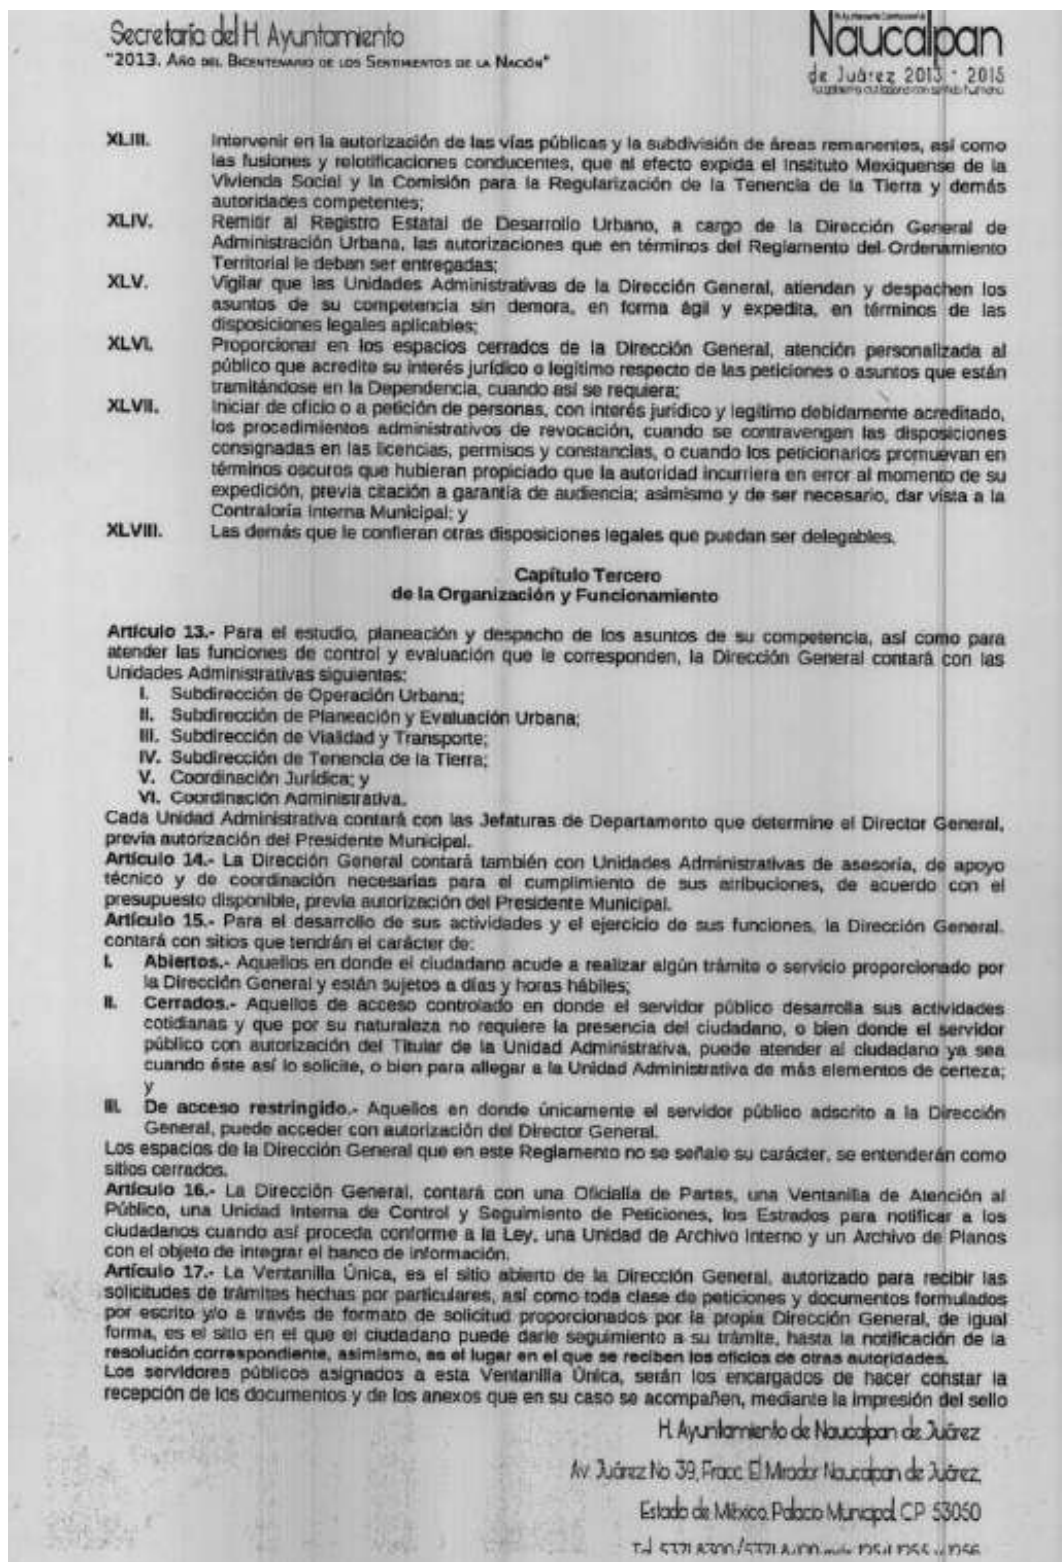 Secretaría del H. Ayuntamiento
"2013. Año del Bicentenario de los Sentimientos de la Nación"
Naucalpan
de Juárez 2013 - 2015
XLIII. Intervenir en la autorización de las vías públicas y la subdivisión de áreas remanentes, así como
las fusiones y relotificaciones conducentes, que al efecto expida el Instituto Mexiquense de la
Vivienda Social y la Comisión para la Regularización de la Tenencia de la Tierra y demás
autoridades competentes;
XLIV. Remitir al Registro Estatal de Desarrollo Urbano, a cargo de la Dirección General de
Administración Urbana, las autorizaciones que en términos del Reglamento del Ordenamiento
Territorial le deban ser entregadas;
XLV. Vigilar que las Unidades Administrativas de la Dirección General, atiendan y despachen los
asuntos de su competencia sin demora, en forma ágil y expedita, en términos de las
disposiciones legales aplicables;
XLVI. Proporcionar en los espacios cerrados de la Dirección General, atención personalizada al
público que acredite su interés jurídico o legítimo respecto de las peticiones o asuntos que están
tramitándose en la Dependencia, cuando así se requiera;
XLVII. Iniciar de oficio o a petición de personas, con interés jurídico y legítimo debidamente acreditado,
los procedimientos administrativos de revocación, cuando se contravengan las disposiciones
consignadas en las licencias, permisos y constancias, o cuando los peticionarios promuevan en
términos oscuros que hubieran propiciado que la autoridad incurriera en error al momento de su
expedición, previa citación a garantía de audiencia; asimismo y de ser necesario, dar vista a la
Contraloría Interna Municipal; y
XLVIII. Las demás que le confieran otras disposiciones legales que puedan ser delegables.
Capítulo Tercero
de la Organización y Funcionamiento
Artículo 13.- Para el estudio, planeación y despacho de los asuntos de su competencia, así como para
atender las funciones de control y evaluación que le corresponden, la Dirección General contará con las
Unidades Administrativas siguientes:
I. Subdirección de Operación Urbana;
II. Subdirección de Planeación y Evaluación Urbana;
III. Subdirección de Vialidad y Transporte;
IV. Subdirección de Tenencia de la Tierra;
V. Coordinación Jurídica; y
VI. Coordinación Administrativa.
Cada Unidad Administrativa contará con las Jefaturas de Departamento que determine el Director General,
previa autorización del Presidente Municipal.
Artículo 14.- La Dirección General contará también con Unidades Administrativas de asesoría, de apoyo
técnico y de coordinación necesarias para el cumplimiento de sus atribuciones, de acuerdo con el
presupuesto disponible, previa autorización del Presidente Municipal.
Artículo 15.- Para el desarrollo de sus actividades y el ejercicio de sus funciones, la Dirección General.
contará con sitios que tendrán el carácter de:
I. Abiertos.- Aquellos en donde el ciudadano acude a realizar algún trámite o servicio proporcionado por
la Dirección General y están sujetos a días y horas hábiles;
II. Cerrados.- Aquellos de acceso controlado en donde el servidor público desarrolla sus actividades
cotidianas y que por su naturaleza no requiere la presencia del ciudadano, o bien donde el servidor
público con autorización del Titular de la Unidad Administrativa, puede atender al ciudadano ya sea
cuando éste así lo solicite, o bien para allegar a la Unidad Administrativa de más elementos de certeza;
y
III. De acceso restringido.- Aquellos en donde únicamente el servidor público adscrito a la Dirección
General, puede acceder con autorización del Director General.
Los espacios de la Dirección General que en este Reglamento no se señale su carácter, se entenderán como
sitios cerrados.
Artículo 16.- La Dirección General, contará con una Oficialía de Partes, una Ventanilla de Atención al
Público, una Unidad Interna de Control y Seguimiento de Peticiones, los Estrados para notificar a los
ciudadanos cuando así proceda conforme a la Ley, una Unidad de Archivo Interno y un Archivo de Planos
con el objeto de integrar el banco de información.
Artículo 17.- La Ventanilla Única, es el sitio abierto de la Dirección General, autorizado para recibir las
solicitudes de trámites hechas por particulares, así como toda clase de peticiones y documentos formulados
por escrito y/o a través de formato de solicitud proporcionados por la propia Dirección General, de igual
forma, es el sitio en el que el ciudadano puede darle seguimiento a su trámite, hasta la notificación de la
resolución correspondiente, asimismo, es el lugar en el que se reciben los oficios de otras autoridades.
Los servidores públicos asignados a esta Ventanilla Única, serán los encargados de hacer constar la
recepción de los documentos y de los anexos que en su caso se acompañen, mediante la impresión del sello
H. Ayuntamiento de Naucalpan de Juárez
Av. Juárez No 39, Fracc. El Mirador Naucalpan de Juárez,
Estado de México. Palacio Municipal, C.P. 53050